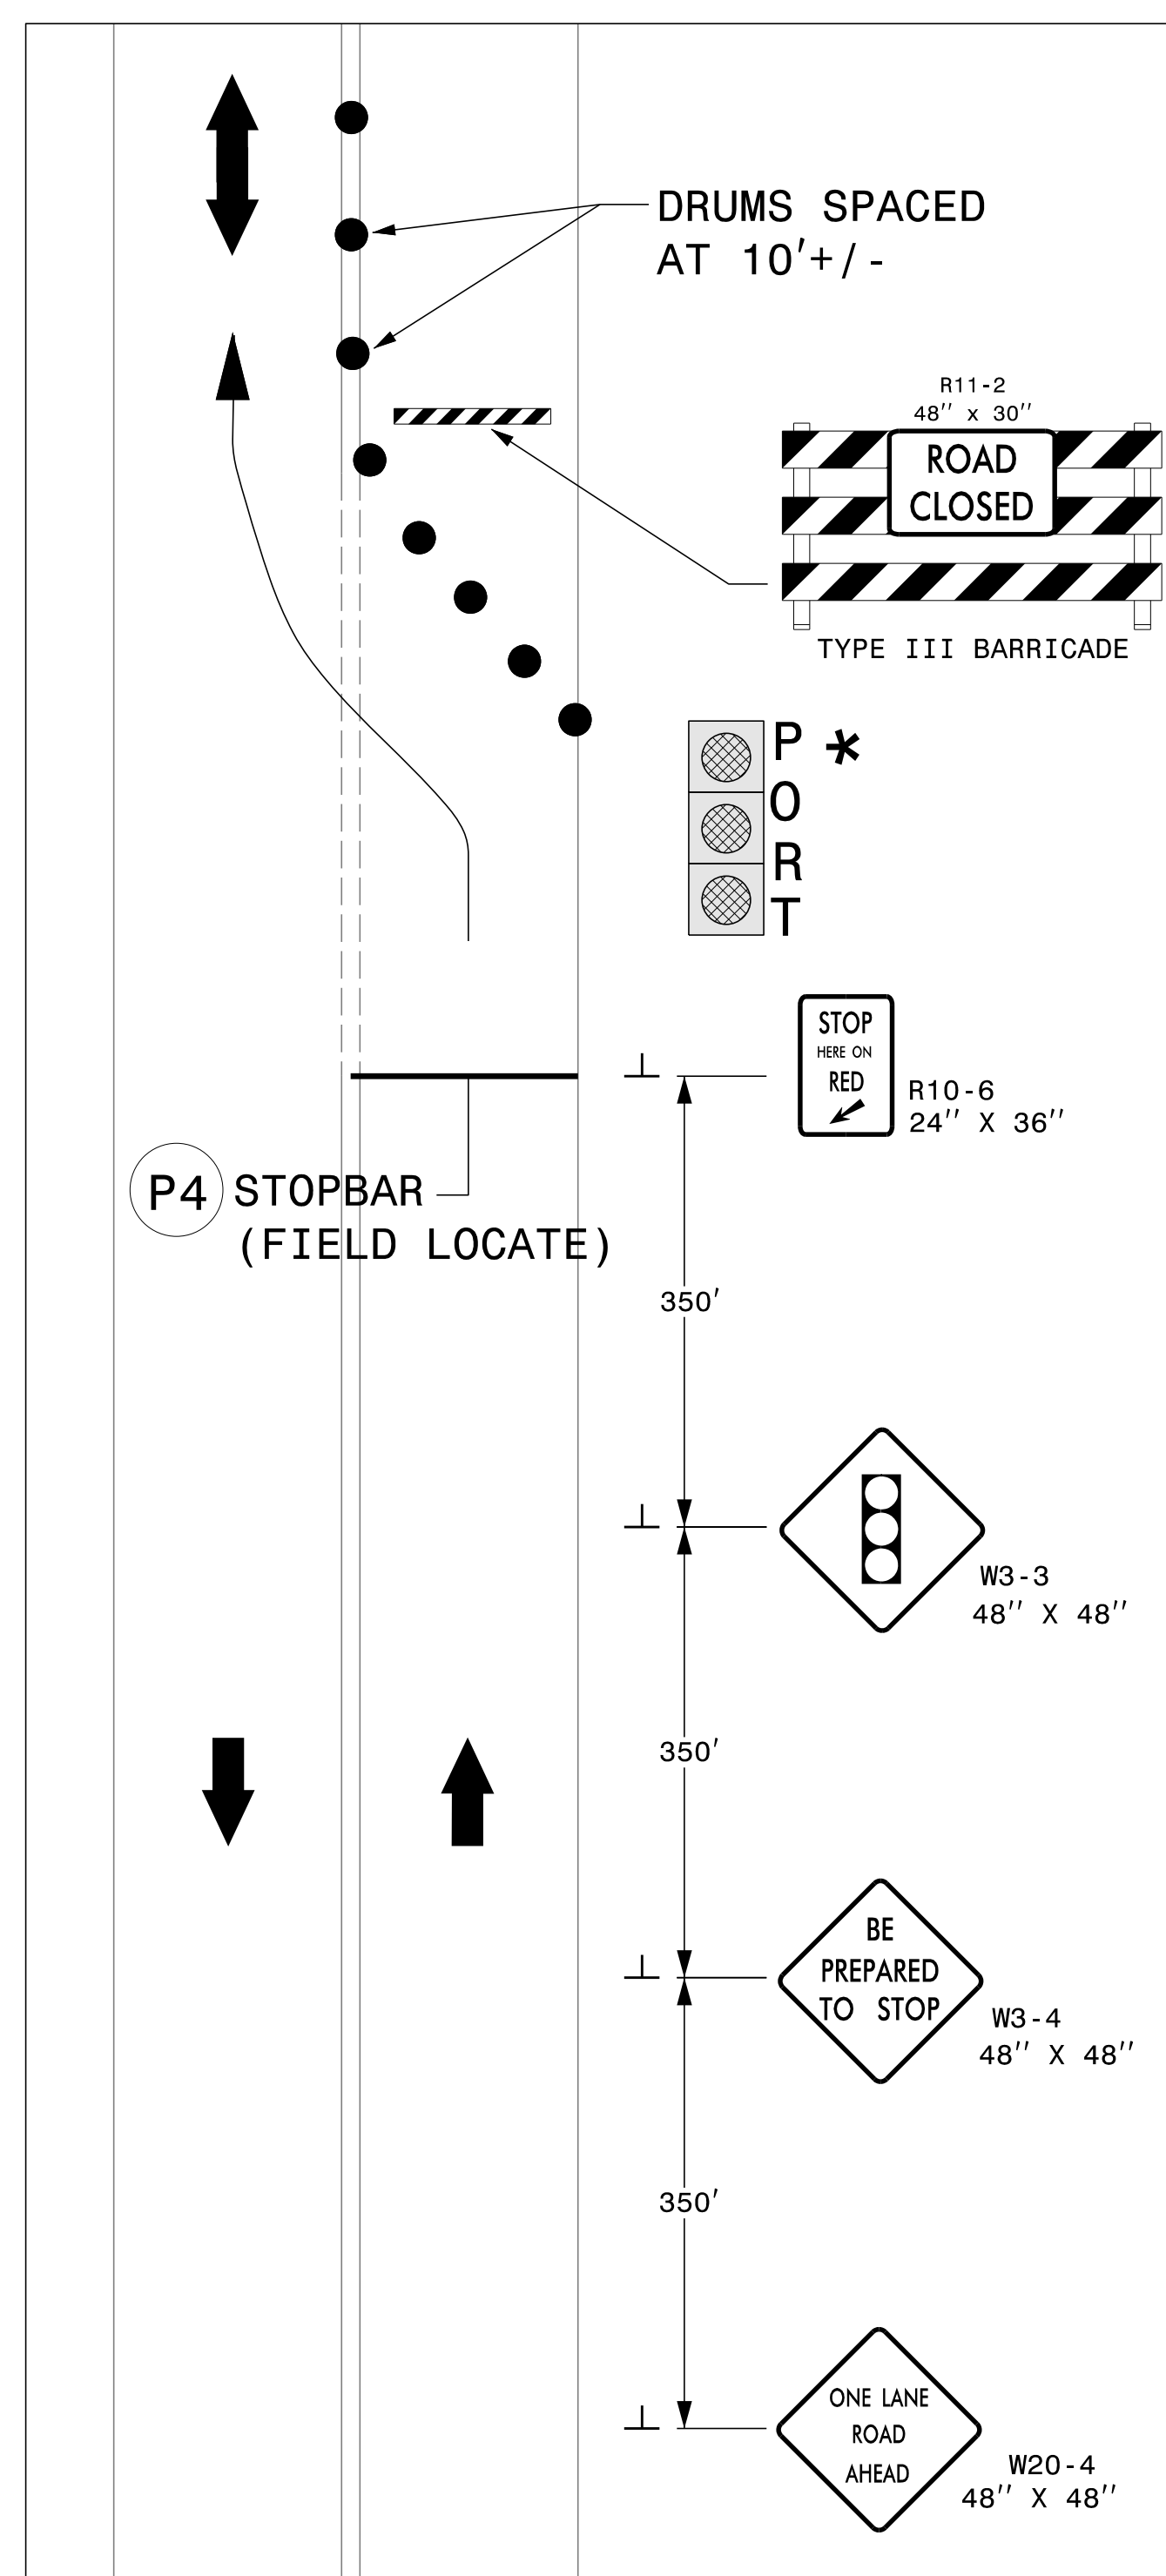 DRUMS SPACED
AT 10'+/-
R11-2
48" x 30"
ROAD
CLOSED
TYPE III BARRICADE
P *
O
R
T
STOP
HERE ON
RED
R10-6
24" X 36"
P4 STOPBAR
(FIELD LOCATE)
350'
W3-3
48" X 48"
350'
BE
PREPARED
TO STOP
W3-4
48" X 48"
350'
ONE LANE
ROAD
AHEAD
W20-4
48" X 48"